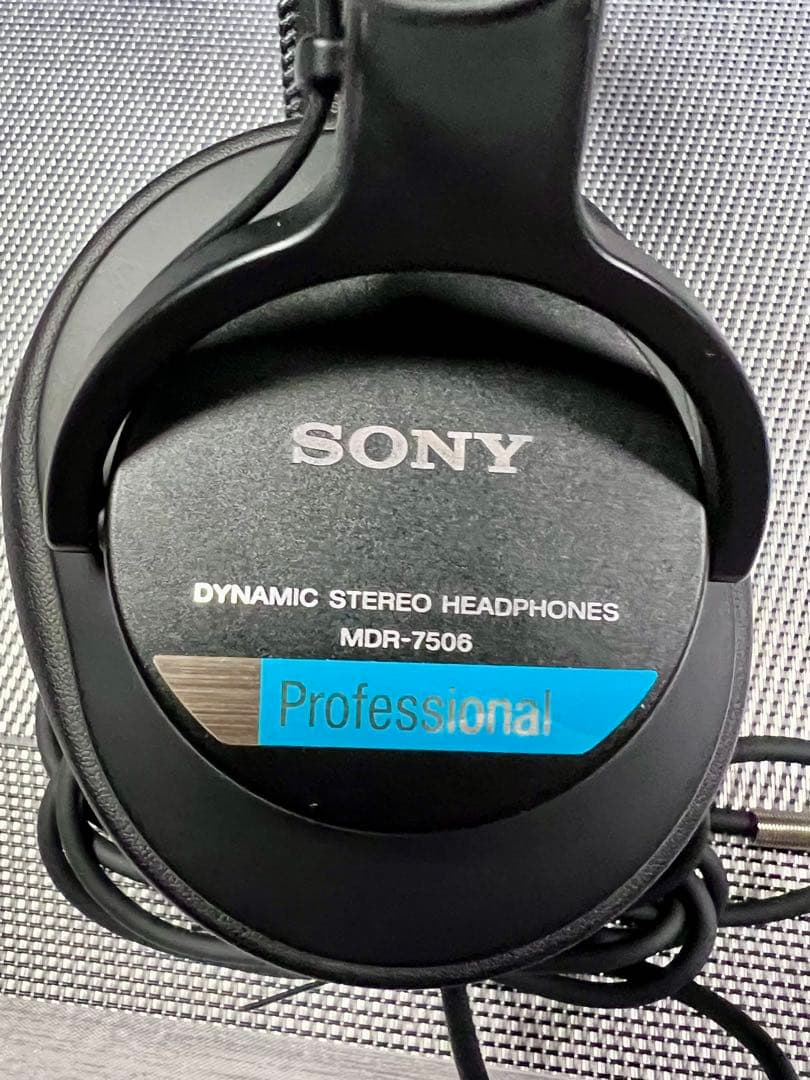 SONY
DYNAMIC STEREO HEADPHONES
MDR-7506
Professional